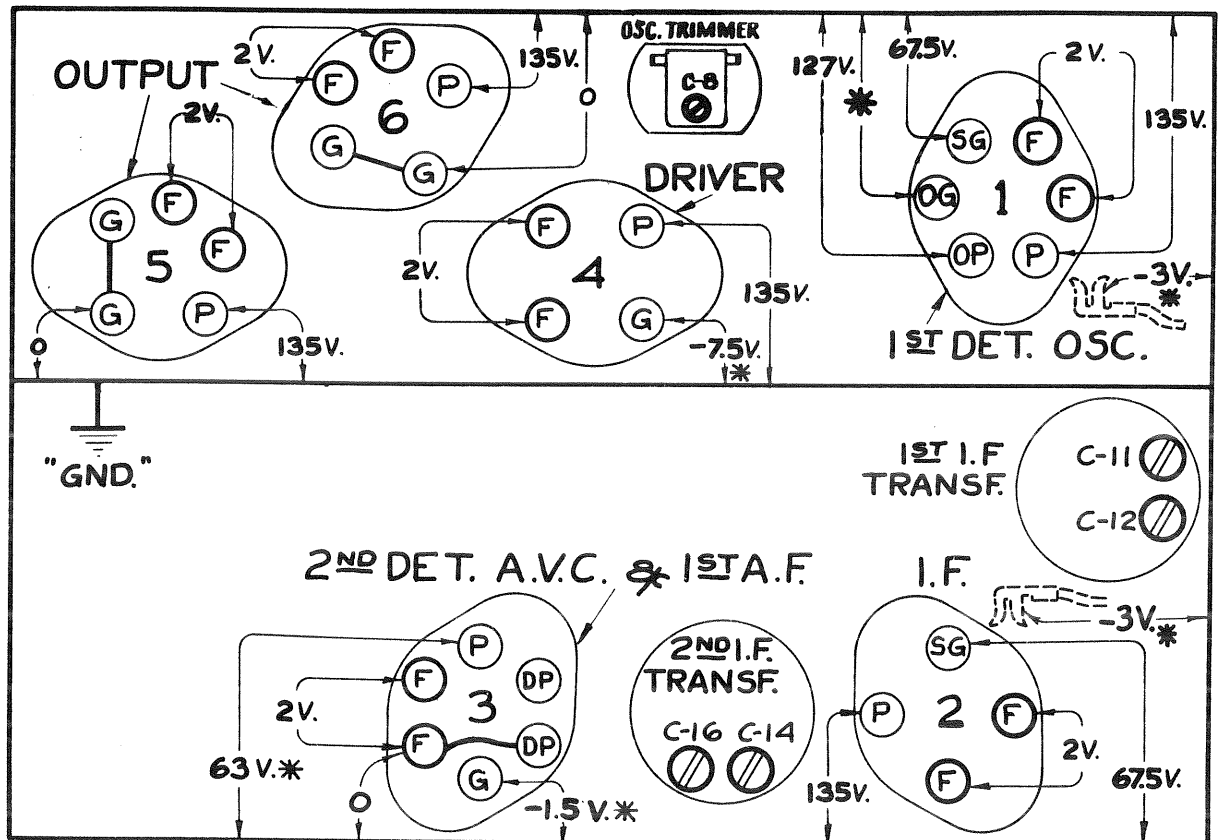 OUTPUT
2V.
F
F
P
6
G
G
135V.
0
OSC. TRIMMER
C-8
127V.
*
67.5V.
2V.
135V.
SG
F
OG
1
F
OP
P
-3V.
*
1ST DET. OSC.
2V.
G
F
F
5
G
P
0
135V.
DRIVER
F
P
2V.
4
F
G
135V.
-7.5V.
*
"GND."
1ST I.F
TRANSF.
C-11
C-12
2ND DET. A.V.C. & 1ST A.F.
P
F
DP
2V.
3
F
DP
G
63V.*
0
-1.5V.*
2ND I.F.
TRANSF.
C-16 C-14
I.F.
-3V.*
SG
P
2
F
F
2V.
135V.
67.5V.